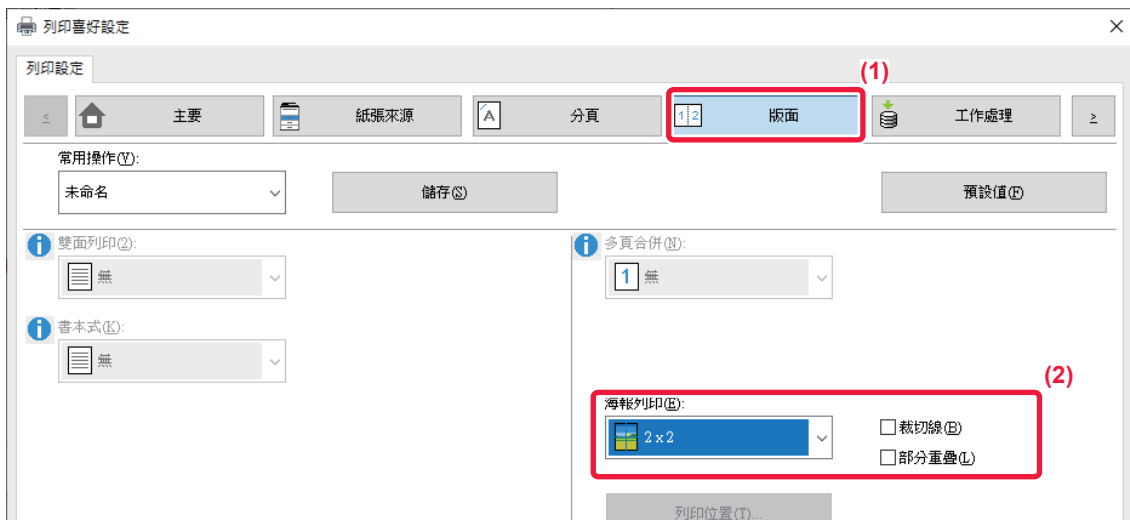 列印喜好設定
列印設定
(1)
主要
紙張來源
A
分頁
1 2
版面
工作處理
<
>
常用操作(V):
未命名
儲存(S)
預設值(F)
雙面列印(2):
無
多頁合併(N):
1 無
書本式(K):
無
(2)
海報列印(E):
2 x 2
裁切線(B)
部分重疊(L)
列印位置(T)...